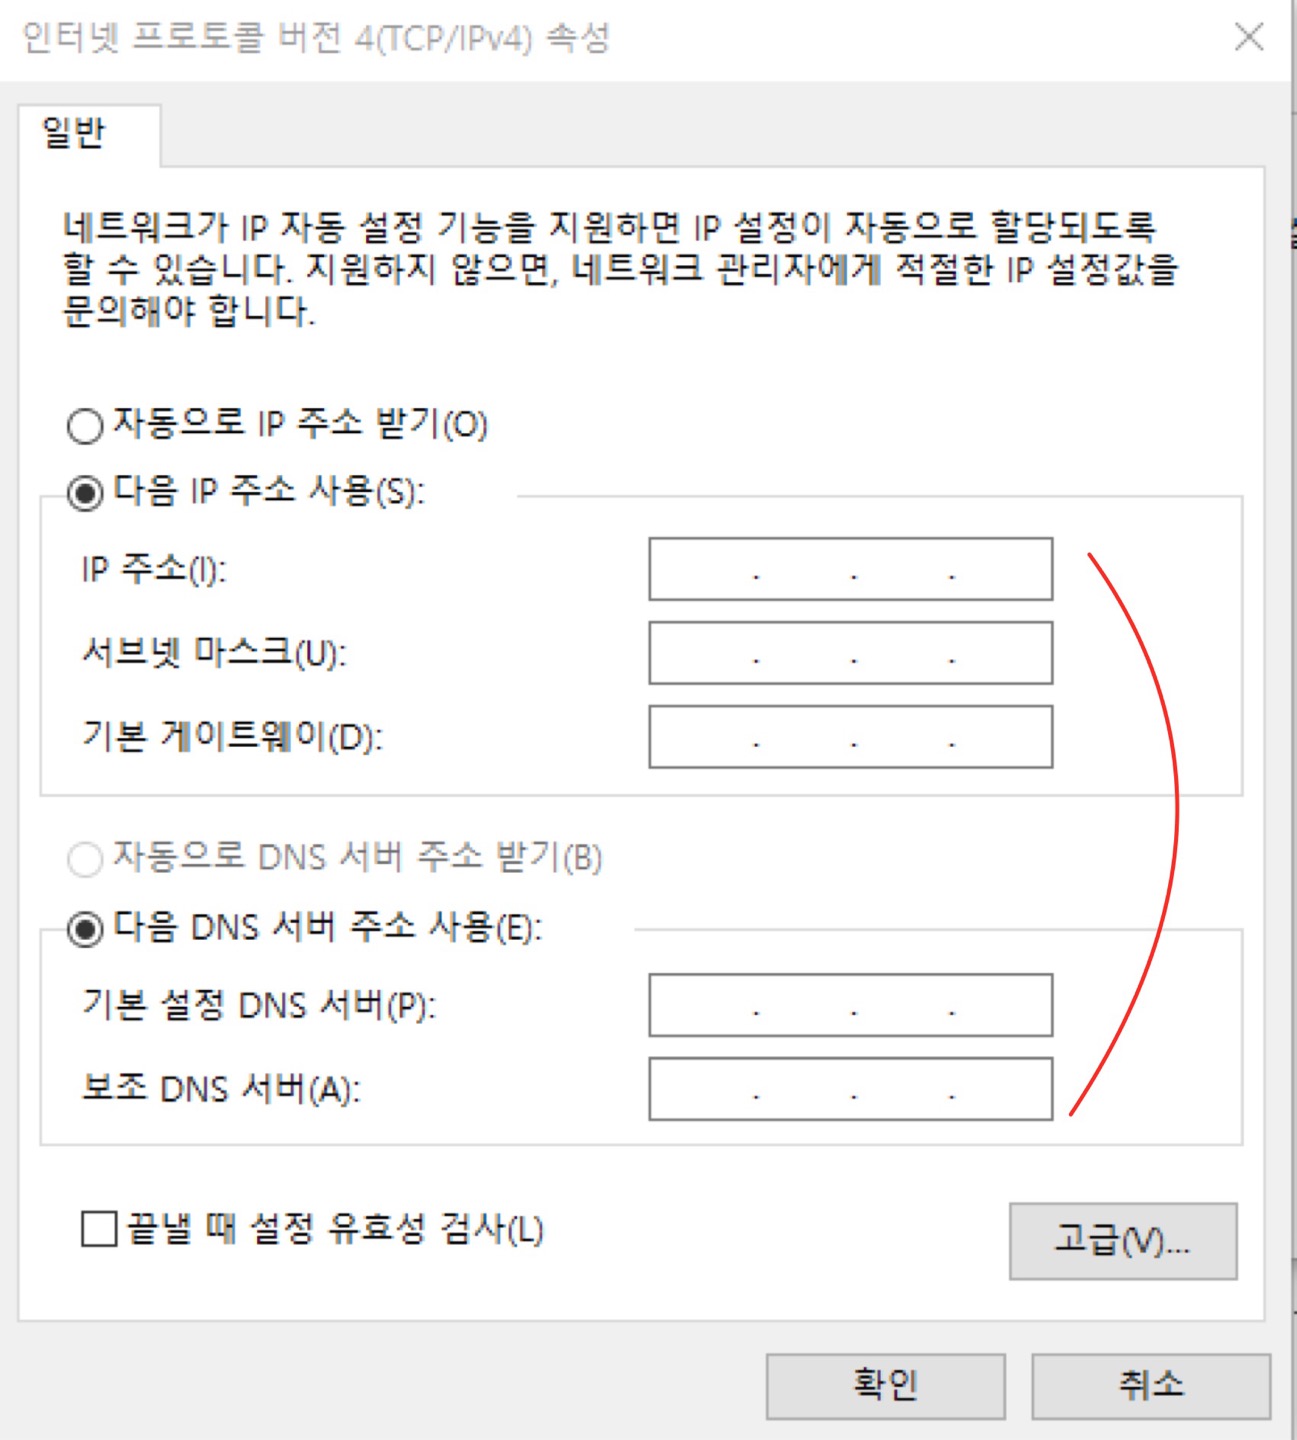 인터넷 프로토콜 버전 4(TCP/IPv4) 속성
일반
네트워크가 IP 자동 설정 기능을 지원하면 IP 설정이 자동으로 할당되도록
할 수 있습니다. 지원하지 않으면, 네트워크 관리자에게 적절한 IP 설정값을
문의해야 합니다.
자동으로 IP 주소 받기(O)
다음 IP 주소 사용(S):
IP 주소(I):
. . .
서브넷 마스크(U):
. . .
기본 게이트웨이(D):
. . .
자동으로 DNS 서버 주소 받기(B)
다음 DNS 서버 주소 사용(E):
기본 설정 DNS 서버(P):
. . .
보조 DNS 서버(A):
. . .
끝낼 때 설정 유효성 검사(L)
고급(V)...
확인
취소